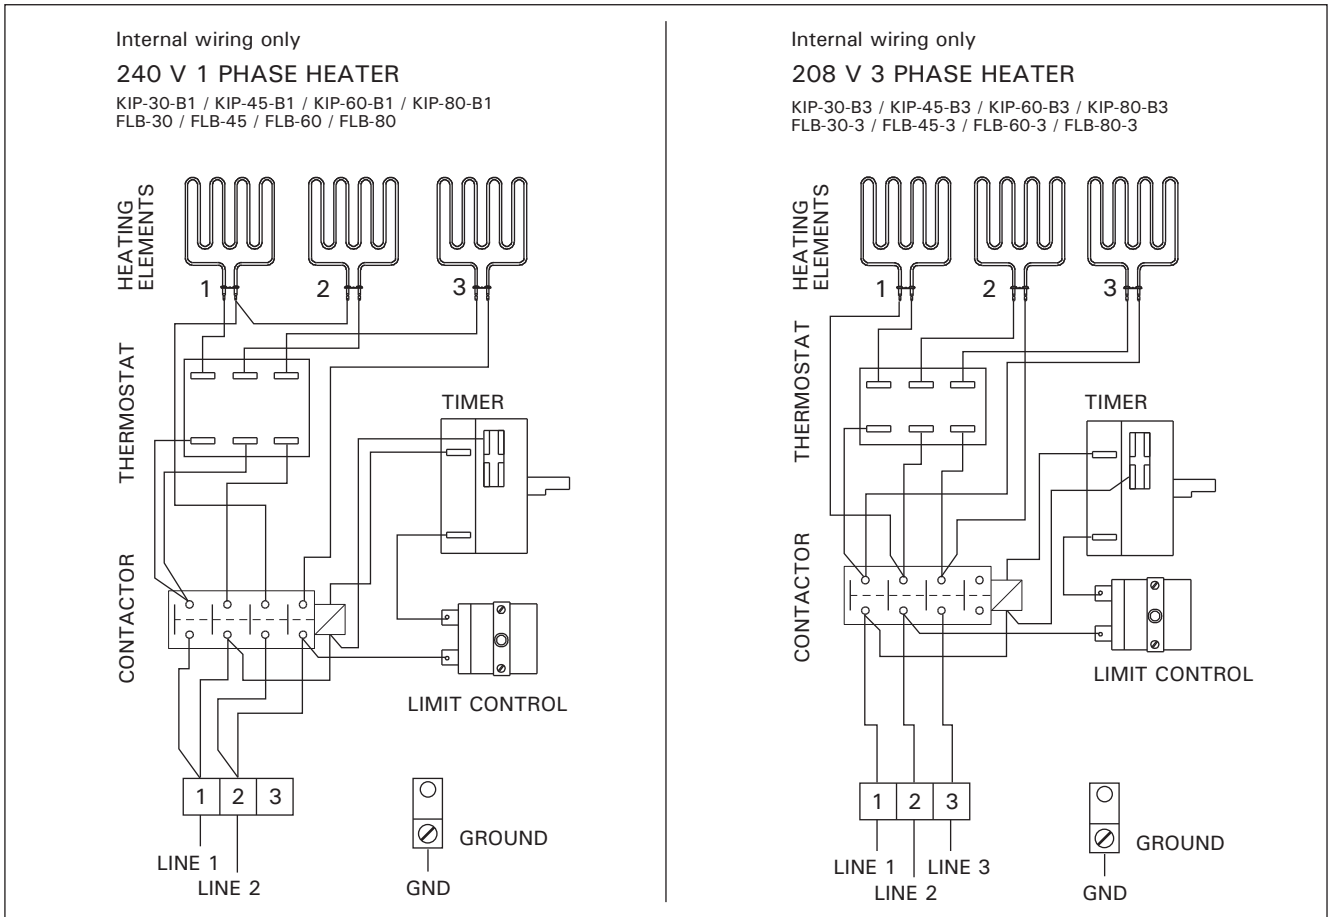 Internal wiring only
240 V 1 PHASE HEATER
KIP-30-B1 / KIP-45-B1 / KIP-60-B1 / KIP-80-B1
FLB-30 / FLB-45 / FLB-60 / FLB-80
HEATING
ELEMENTS
1
2
3
THERMOSTAT
TIMER
CONTACTOR
LIMIT CONTROL
1 2 3
GROUND
LINE 1
LINE 2
GND
Internal wiring only
208 V 3 PHASE HEATER
KIP-30-B3 / KIP-45-B3 / KIP-60-B3 / KIP-80-B3
FLB-30-3 / FLB-45-3 / FLB-60-3 / FLB-80-3
HEATING
ELEMENTS
1
2
3
THERMOSTAT
TIMER
CONTACTOR
LIMIT CONTROL
1 2 3
GROUND
LINE 1
LINE 3
LINE 2
GND